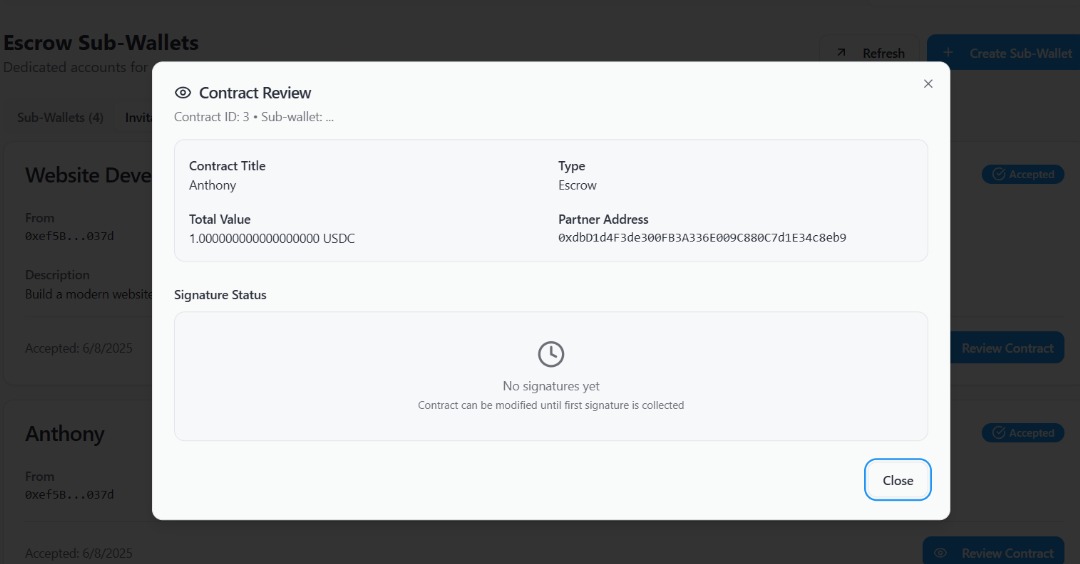 Escrow Sub-Wallets
Dedicated accounts for
Refresh
Create Sub-Wallet
Sub-Wallets (4)
Invita
Website Deve
Accepted
From
0xef5B...037d
Description
Build a modern website
Accepted: 6/8/2025
Review Contract
Anthony
Accepted
From
0xef5B...037d
Accepted: 6/8/2025
Review Contract
Contract Review
Contract ID: 3 • Sub-wallet: ...
Contract Title
Anthony
Type
Escrow
Total Value
1.000000000000000000 USDC
Partner Address
0xdbD1d4F3de300FB3A336E009C880C7d1E34c8eb9
Signature Status
No signatures yet
Contract can be modified until first signature is collected
Close